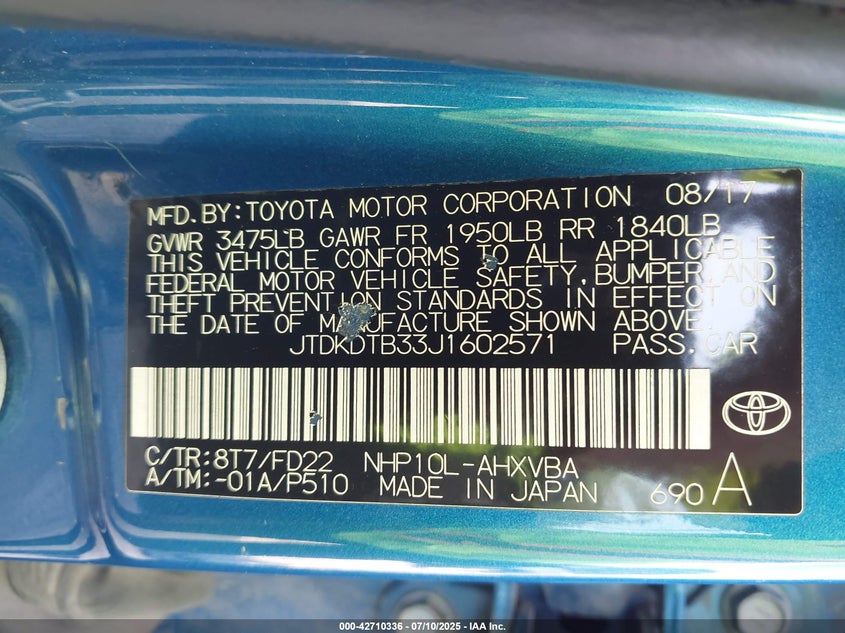 MFD. BY: TOYOTA MOTOR CORPORATION 08/17
GVWR 3475LB GAWR FR 1950LB RR 1840LB
THIS VEHICLE CONFORMS TO ALL APPLICABLE
FEDERAL MOTOR VEHICLE SAFETY, BUMPER, AND
THEFT PREVENTION STANDARDS IN EFFECT ON
THE DATE OF MANUFACTURE SHOWN ABOVE.
JTDKDTB33J1602571 PASS. CAR
C/TR: 8T7/FD22 NHP10L-AHXVBA
A/TM: -01A/P510 MADE IN JAPAN 690 A
000-42710336 / 07/10/2025 - IAA Inc.